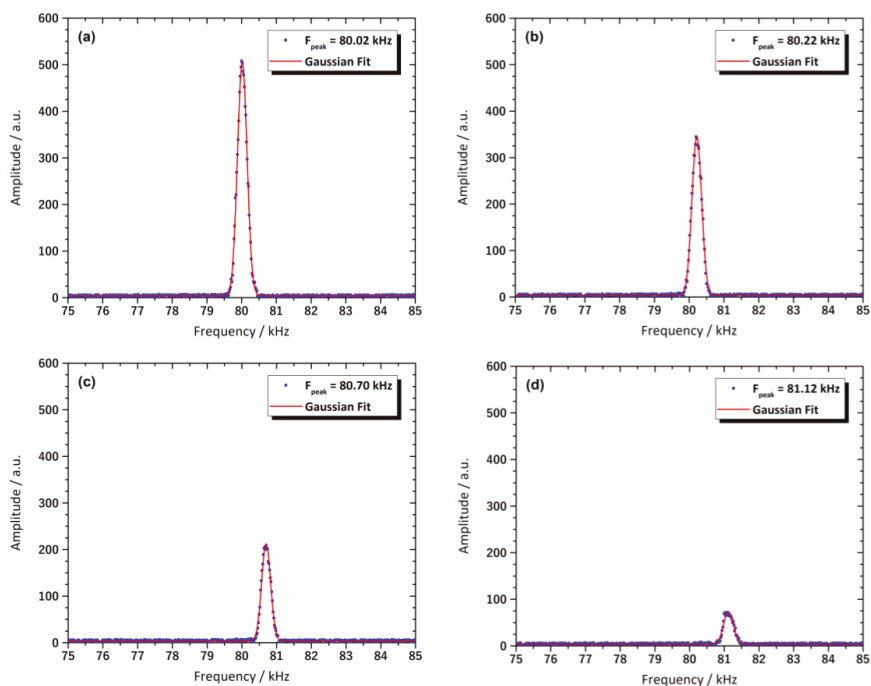 (a)
F peak = 80.02 kHz
Gaussian Fit
600
500
400
300
200
100
0
Amplitude / a.u.
75 76 77 78 79 80 81 82 83 84 85
Frequency / kHz
(b)
F peak = 80.22 kHz
Gaussian Fit
600
500
400
300
200
100
0
Amplitude / a.u.
75 76 77 78 79 80 81 82 83 84 85
Frequency / kHz
(c)
F peak = 80.70 kHz
Gaussian Fit
600
500
400
300
200
100
0
Amplitude / a.u.
75 76 77 78 79 80 81 82 83 84 85
Frequency / kHz
(d)
F peak = 81.12 kHz
Gaussian Fit
600
500
400
300
200
100
0
Amplitude / a.u.
75 76 77 78 79 80 81 82 83 84 85
Frequency / kHz